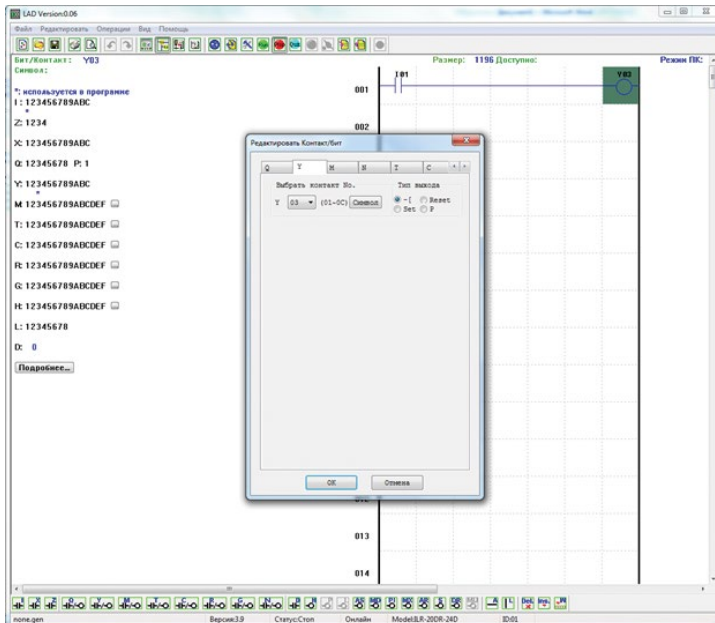 LAD Version:0.06
Файл Редактировать Операции Вид Помощь
Бит/Контакт: Y03
Символ:
Размер: 1196 Доступно:
Режим ПК:
*: используется в программе
I : 123456789ABC
*
Z: 1234
X: 123456789ABC
Q: 12345678 P: 1
Y: 123456789ABC
*
M: 123456789ABCDEF
T: 123456789ABCDEF
C: 123456789ABCDEF
R: 123456789ABCDEF
G: 123456789ABCDEF
H: 123456789ABCDEF
L: 12345678
D: 0
Подробнее...
I01
Y03
001
002
Редактировать Контакт/бит
Q Y M N T C
Выбрать контакт No.
Тип выхода
Y 03 (01-0C) Символ
-[ Reset
Set P
OK Отмена
012
013
014
none.gen Версия:3.9 Статус:Стоп Онлайн Model:ILR-20DR-24D ID:01